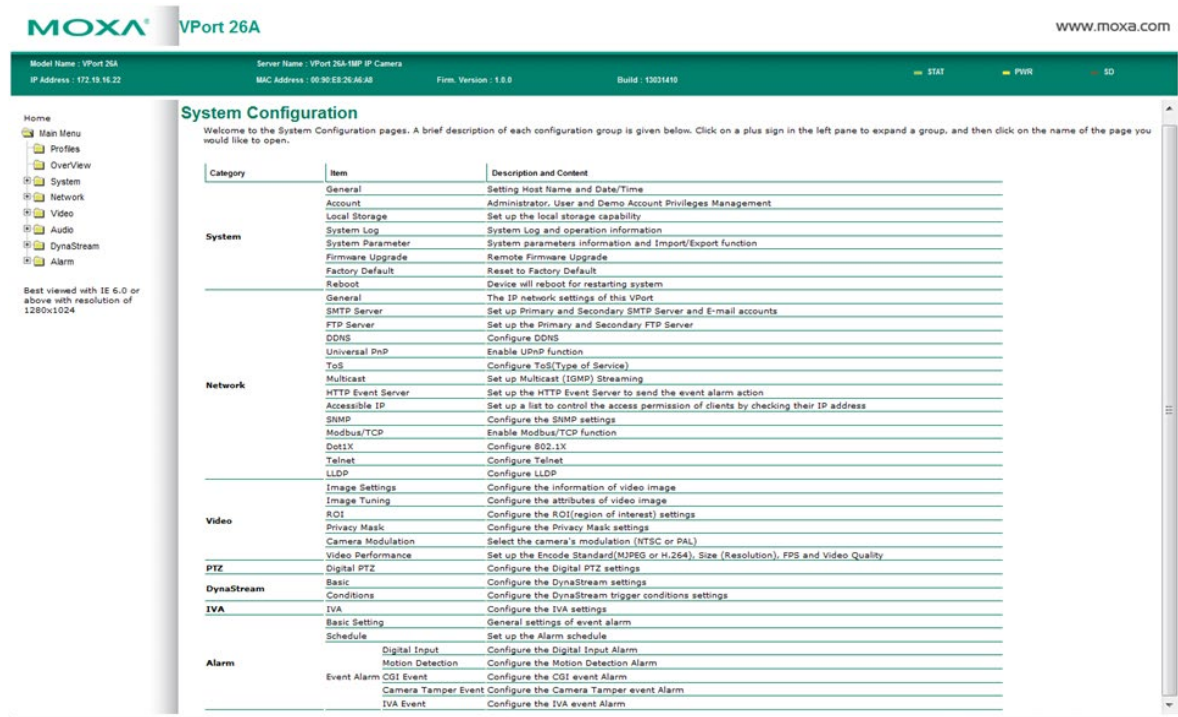 MOXA® VPort 26A www.moxa.com
Model Name : VPort 26A Server Name : VPort 26A-1MP IP Camera
IP Address : 172.19.16.22 MAC Address : 00:90:E8:26:A6:A8 Firm. Version : 1.0.0 Build : 13031410 STAT PWR SD
Home
Main Menu
Profiles
OverView
System
Network
Video
Audio
DynaStream
Alarm
Best viewed with IE 6.0 or
above with resolution of
1280x1024
System Configuration
Welcome to the System Configuration pages. A brief description of each configuration group is given below. Click on a plus sign in the left pane to expand a group, and then click on the name of the page you
would like to open.
Category Item Description and Content
System
General Setting Host Name and Date/Time
Account Administrator, User and Demo Account Privileges Management
Local Storage Set up the local storage capability
System Log System Log and operation information
System Parameter System parameters information and Import/Export function
Firmware Upgrade Remote Firmware Upgrade
Factory Default Reset to Factory Default
Reboot Device will reboot for restarting system
Network
General The IP network settings of this VPort
SMTP Server Set up Primary and Secondary SMTP Server and E-mail accounts
FTP Server Set up the Primary and Secondary FTP Server
DDNS Configure DDNS
Universal PnP Enable UPnP function
ToS Configure ToS(Type of Service)
Multicast Set up Multicast (IGMP) Streaming
HTTP Event Server Set up the HTTP Event Server to send the event alarm action
Accessible IP Set up a list to control the access permission of clients by checking their IP address
SNMP Configure the SNMP settings
Modbus/TCP Enable Modbus/TCP function
Dot1X Configure 802.1X
Telnet Configure Telnet
LLDP Configure LLDP
Video
Image Settings Configure the information of video image
Image Tuning Configure the attributes of video image
ROI Configure the ROI(region of interest) settings
Privacy Mask Configure the Privacy Mask settings
Camera Modulation Select the camera's modulation (NTSC or PAL)
Video Performance Set up the Encode Standard(MJPEG or H.264), Size (Resolution), FPS and Video Quality
PTZ Digital PTZ Configure the Digital PTZ settings
DynaStream
Basic Configure the DynaStream settings
Conditions Configure the DynaStream trigger conditions settings
IVA IVA Configure the IVA settings
Alarm
Basic Setting General settings of event alarm
Schedule Set up the Alarm schedule
Event Alarm
Digital Input Configure the Digital Input Alarm
Motion Detection Configure the Motion Detection Alarm
CGI Event Configure the CGI event Alarm
Camera Tamper Event Configure the Camera Tamper event Alarm
IVA Event Configure the IVA event Alarm